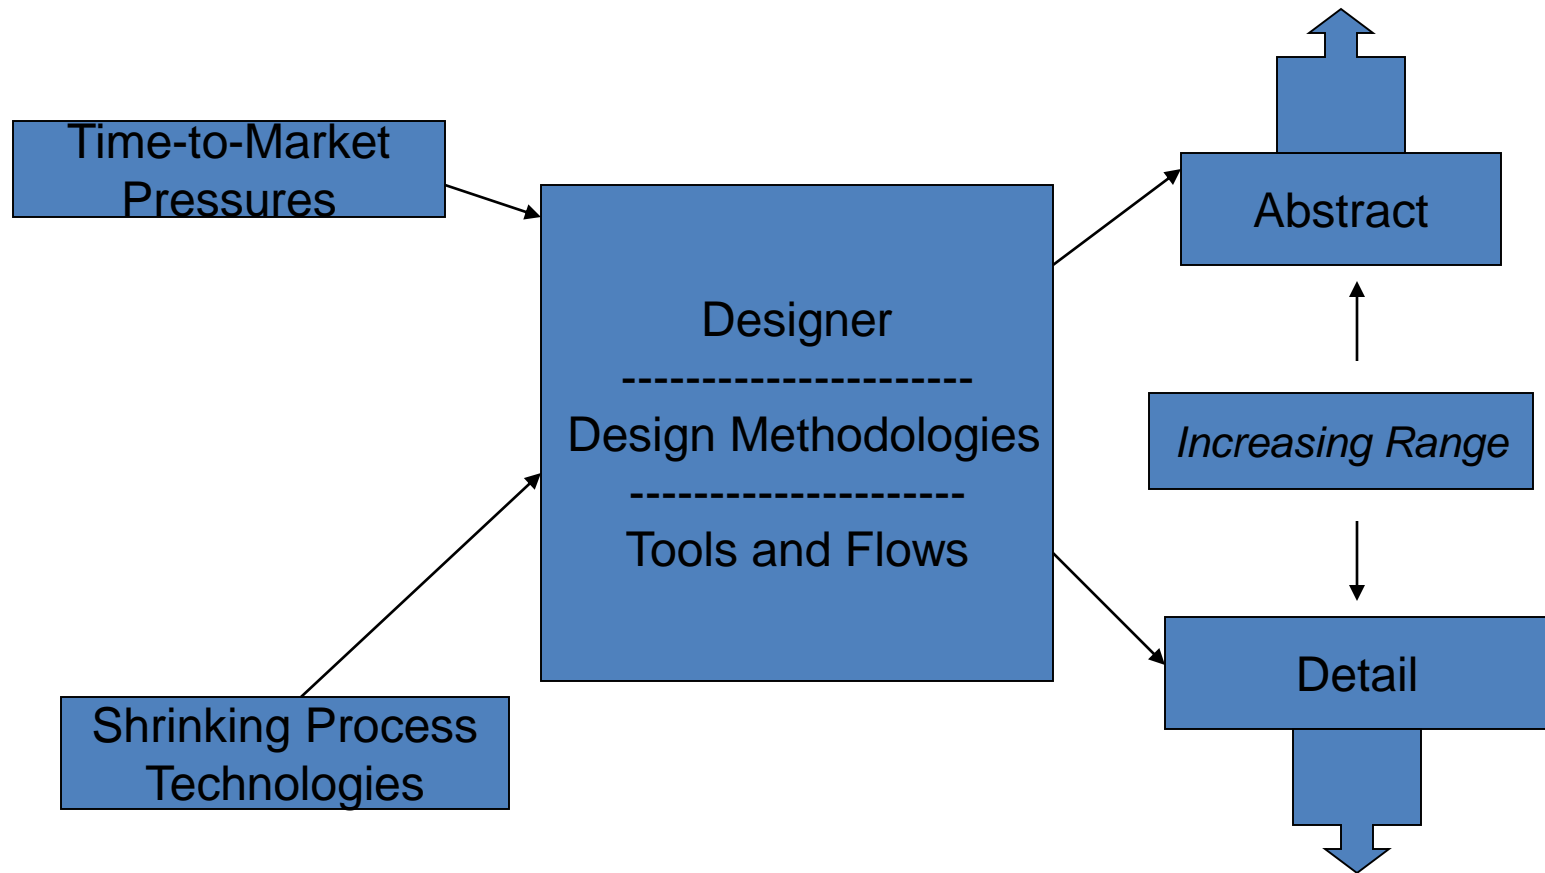 Time-to-Market
Pressures
Shrinking Process
Technologies
Designer
----------------------
Design Methodologies
---------------------
Tools and Flows
Abstract
Increasing Range
Detail